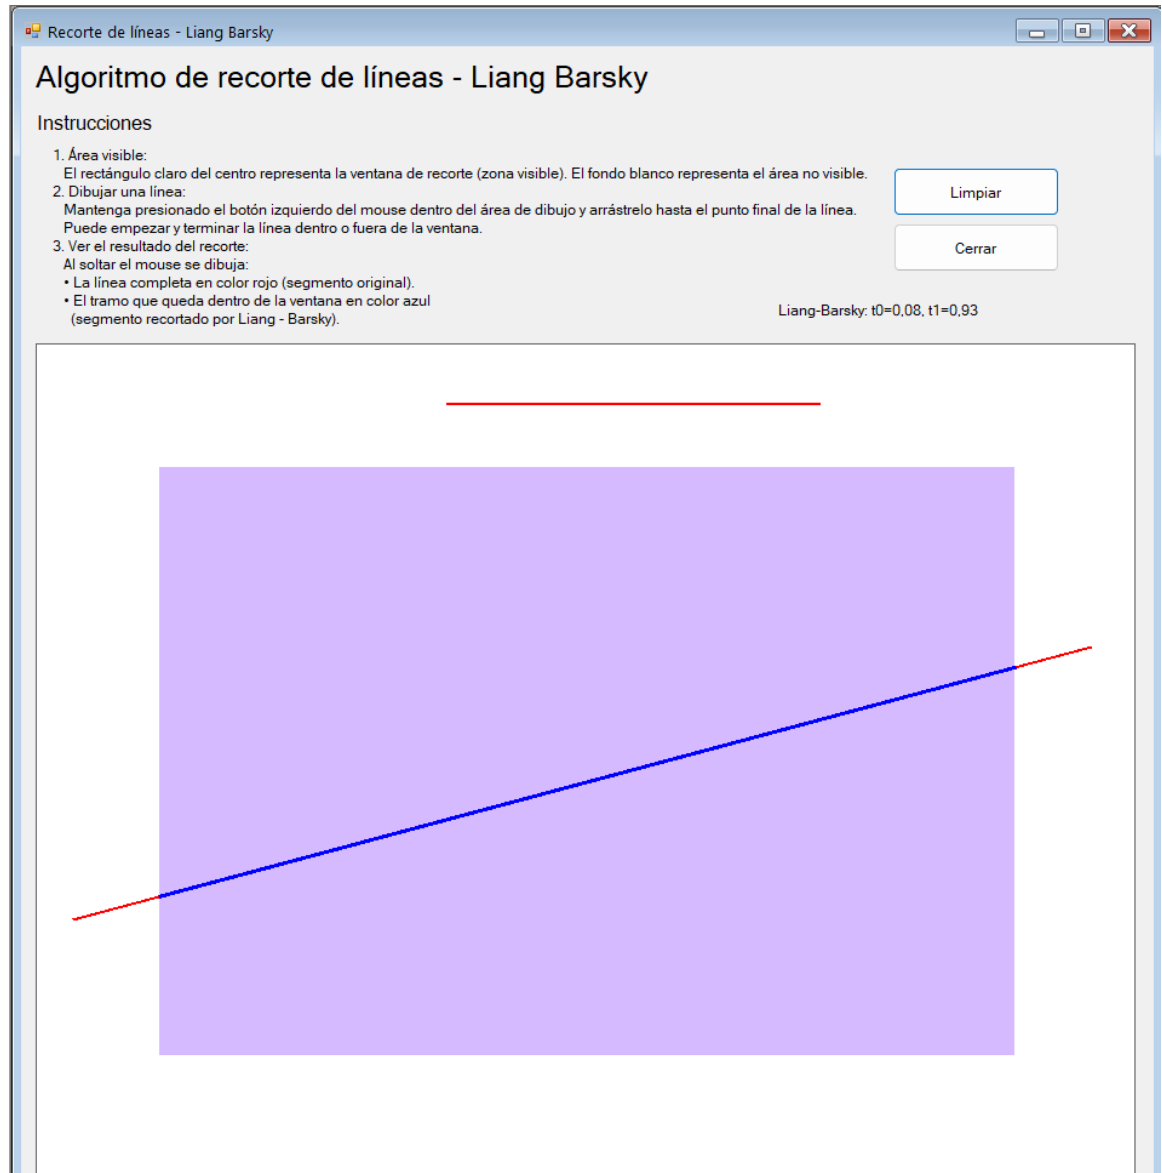 Recorte de líneas - Liang Barsky
Algoritmo de recorte de líneas - Liang Barsky
Instrucciones
1. Área visible:
El rectángulo claro del centro representa la ventana de recorte (zona visible). El fondo blanco representa el área no visible.
2. Dibujar una línea:
Mantenga presionado el botón izquierdo del mouse dentro del área de dibujo y arrástrelo hasta el punto final de la línea.
Puede empezar y terminar la línea dentro o fuera de la ventana.
3. Ver el resultado del recorte:
Al soltar el mouse se dibuja:
• La línea completa en color rojo (segmento original).
• El tramo que queda dentro de la ventana en color azul
(segmento recortado por Liang - Barsky).
Limpiar
Cerrar
Liang-Barsky: t0=0,08, t1=0,93